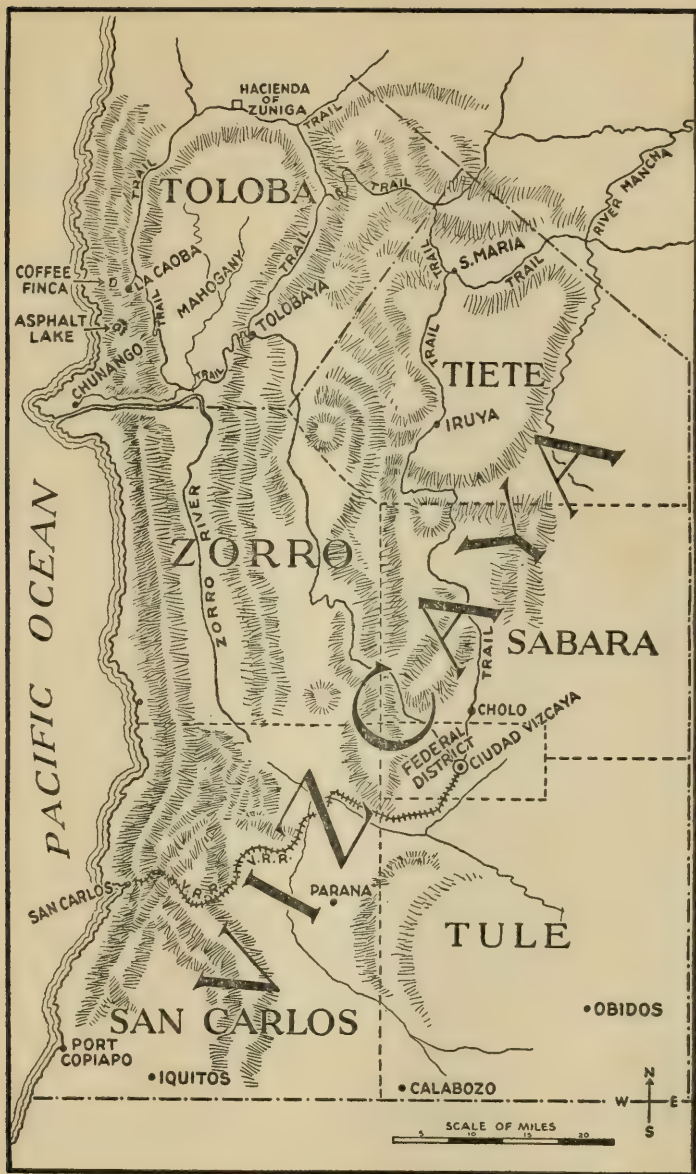 HACIENDA
OF
ZUNIGA
TRAIL
TRAIL
TOLOBA
TRAIL
RIVER MANCHA
TRAIL
MAHOGANY
COFFEE
FINCA
LA CAOBA
TRAIL
S. MARIA
TRAIL
TRAIL
ASPHALT
LAKE
TOLOBAYA
TRAIL
TRAIL
CHUNANGO
TIETE
IRUYA
PACIFIC OCEAN
ZORRO
ZORRO RIVER
VIZCAYA
SABARA
TRAIL
CHOLO
FEDERAL
DISTRICT
CIUDAD VIZCAYA
V.R.R.
V.R.R.
SAN CARLOS
PARANA
TULE
SAN CARLOS
OBIDOS
PORT
COPIAPO
IQUITOS
CALABOZO
N
W E
S
SCALE OF MILES
5 10 15 20